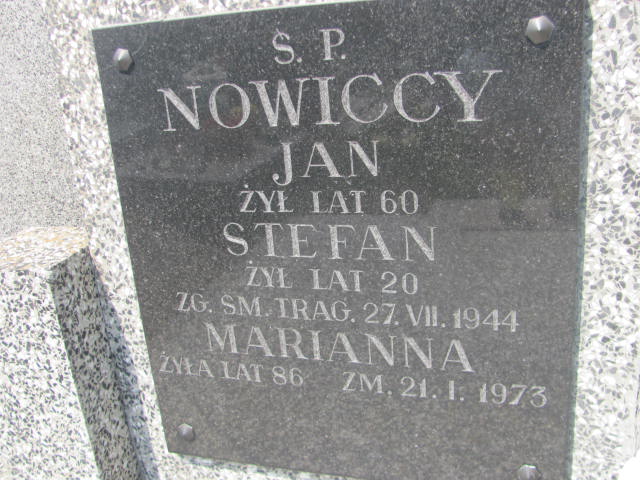 Ś. P.
NOWICCY
JAN
ŻYŁ LAT 60
STEFAN
ŻYŁ LAT 20
ZG. SM. TRAG. 27. VII. 1944
MARIANNA
ŻYŁA LAT 86 ZM. 21. I. 1973